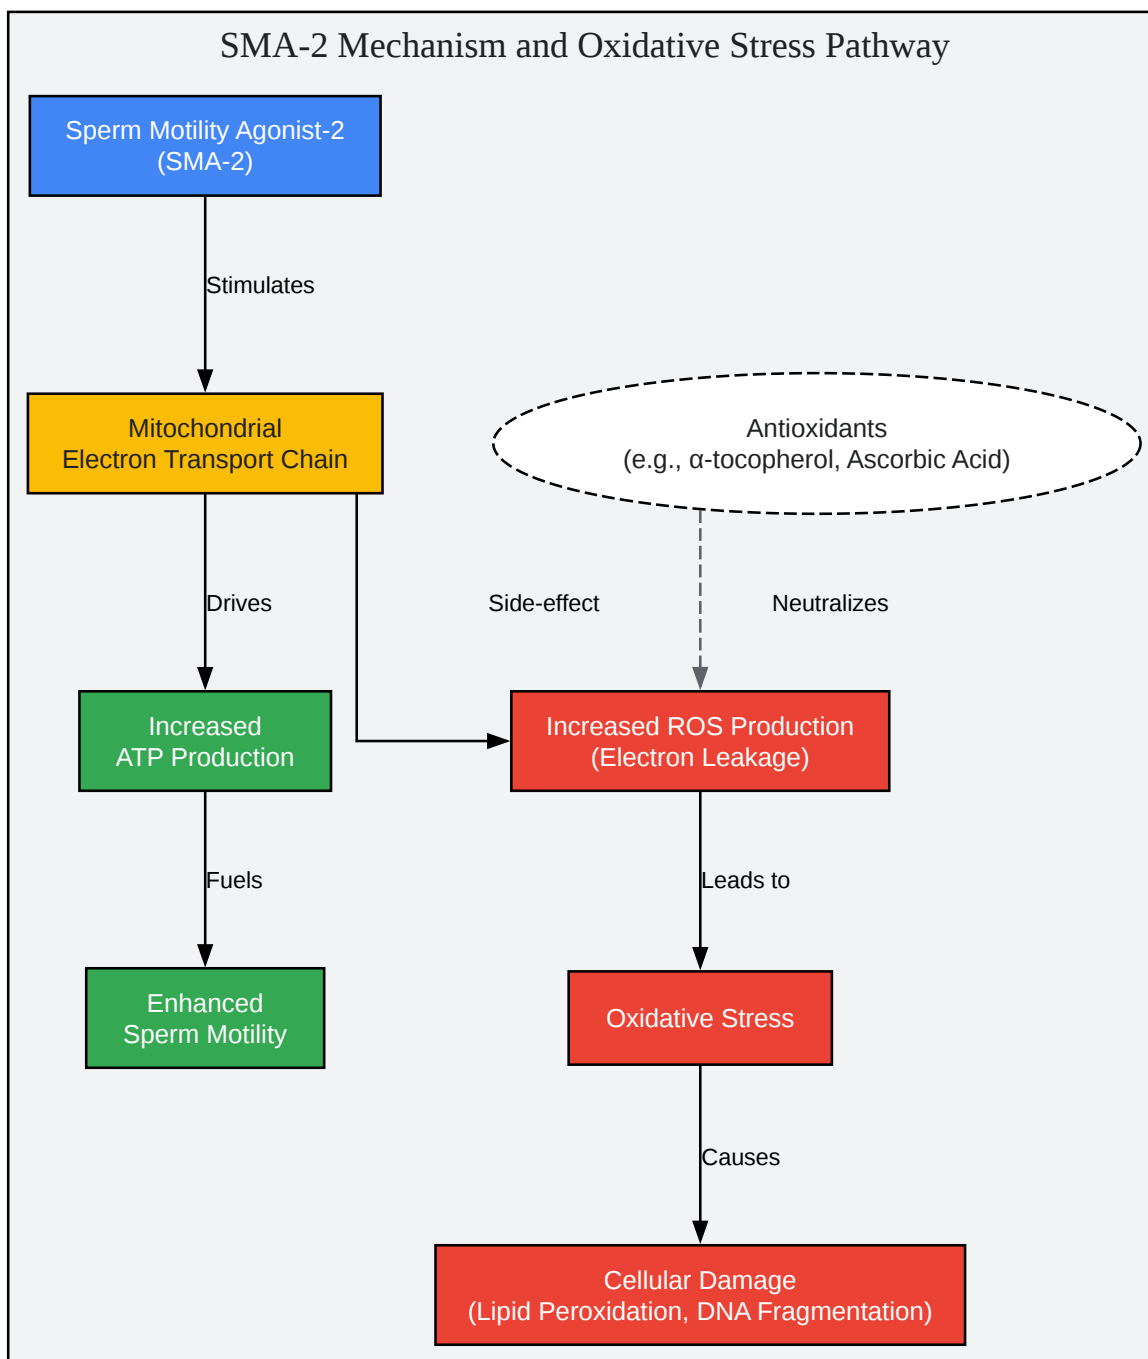 SMA-2 Mechanism and Oxidative Stress Pathway
Sperm Motility Agonist-2
(SMA-2)
Stimulates
Mitochondrial
Electron Transport Chain
Antioxidants
(e.g., α-tocopherol, Ascorbic Acid)
Drives
Side-effect
Neutralizes
Increased
ATP Production
Increased ROS Production
(Electron Leakage)
Fuels
Leads to
Enhanced
Sperm Motility
Oxidative Stress
Causes
Cellular Damage
(Lipid Peroxidation, DNA Fragmentation)